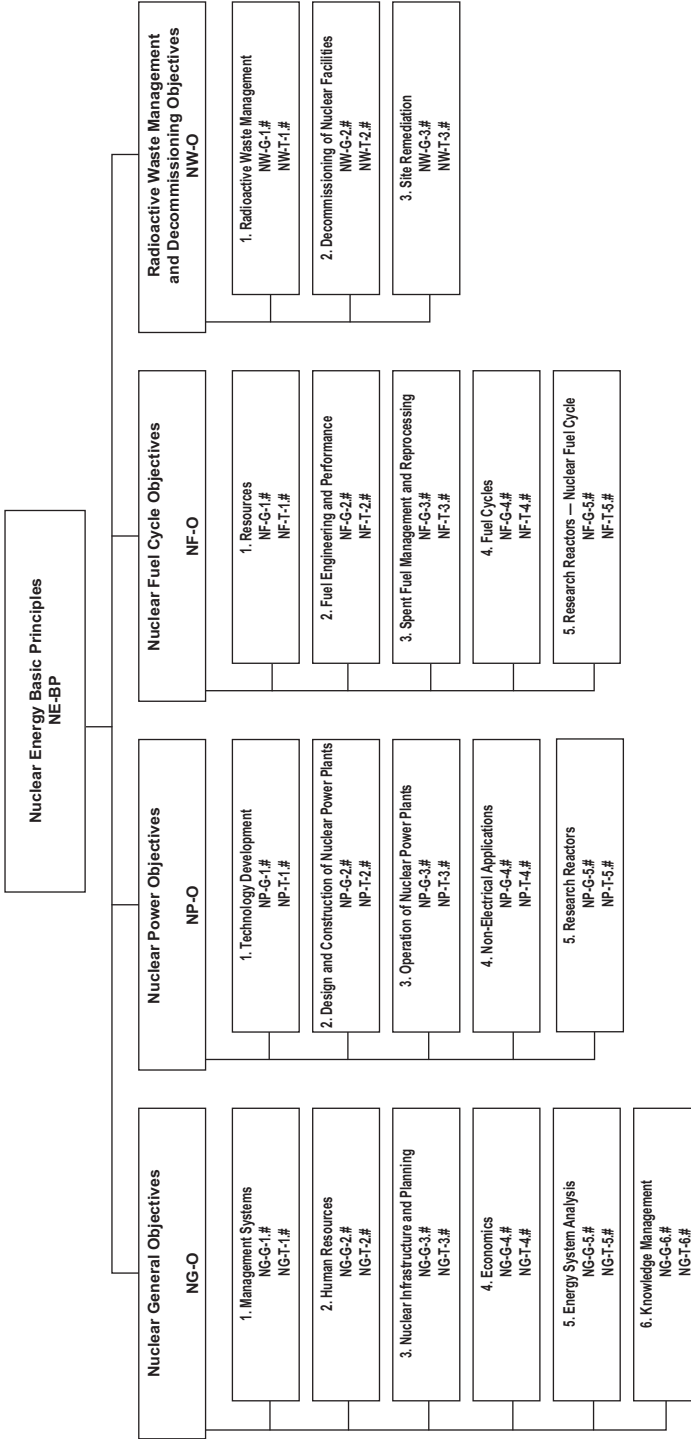 Nuclear Energy Basic Principles
NE-BP
Nuclear General Objectives
NG-O
1. Management Systems
NG-G-1.#
NG-T-1.#
2. Human Resources
NG-G-2.#
NG-T-2.#
3. Nuclear Infrastructure and Planning
NG-G-3.#
NG-T-3.#
4. Economics
NG-G-4.#
NG-T-4.#
5. Energy System Analysis
NG-G-5.#
NG-T-5.#
6. Knowledge Management
NG-G-6.#
NG-T-6.#
Nuclear Power Objectives
NP-O
1. Technology Development
NP-G-1.#
NP-T-1.#
2. Design and Construction of Nuclear Power Plants
NP-G-2.#
NP-T-2.#
3. Operation of Nuclear Power Plants
NP-G-3.#
NP-T-3.#
4. Non-Electrical Applications
NP-G-4.#
NP-T-4.#
5. Research Reactors
NP-G-5.#
NP-T-5.#
Nuclear Fuel Cycle Objectives
NF-O
1. Resources
NF-G-1.#
NF-T-1.#
2. Fuel Engineering and Performance
NF-G-2.#
NF-T-2.#
3. Spent Fuel Management and Reprocessing
NF-G-3.#
NF-T-3.#
4. Fuel Cycles
NF-G-4.#
NF-T-4.#
5. Research Reactors — Nuclear Fuel Cycle
NF-G-5.#
NF-T-5.#
Radioactive Waste Management
and Decommissioning Objectives
NW-O
1. Radioactive Waste Management
NW-G-1.#
NW-T-1.#
2. Decommissioning of Nuclear Facilities
NW-G-2.#
NW-T-2.#
3. Site Remediation
NW-G-3.#
NW-T-3.#